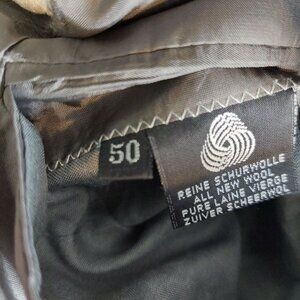 50
REINE SCHURWOLLE
ALL NEW WOOL
PURE LAINE VIERGE
ZUIVER SCHEERWOL